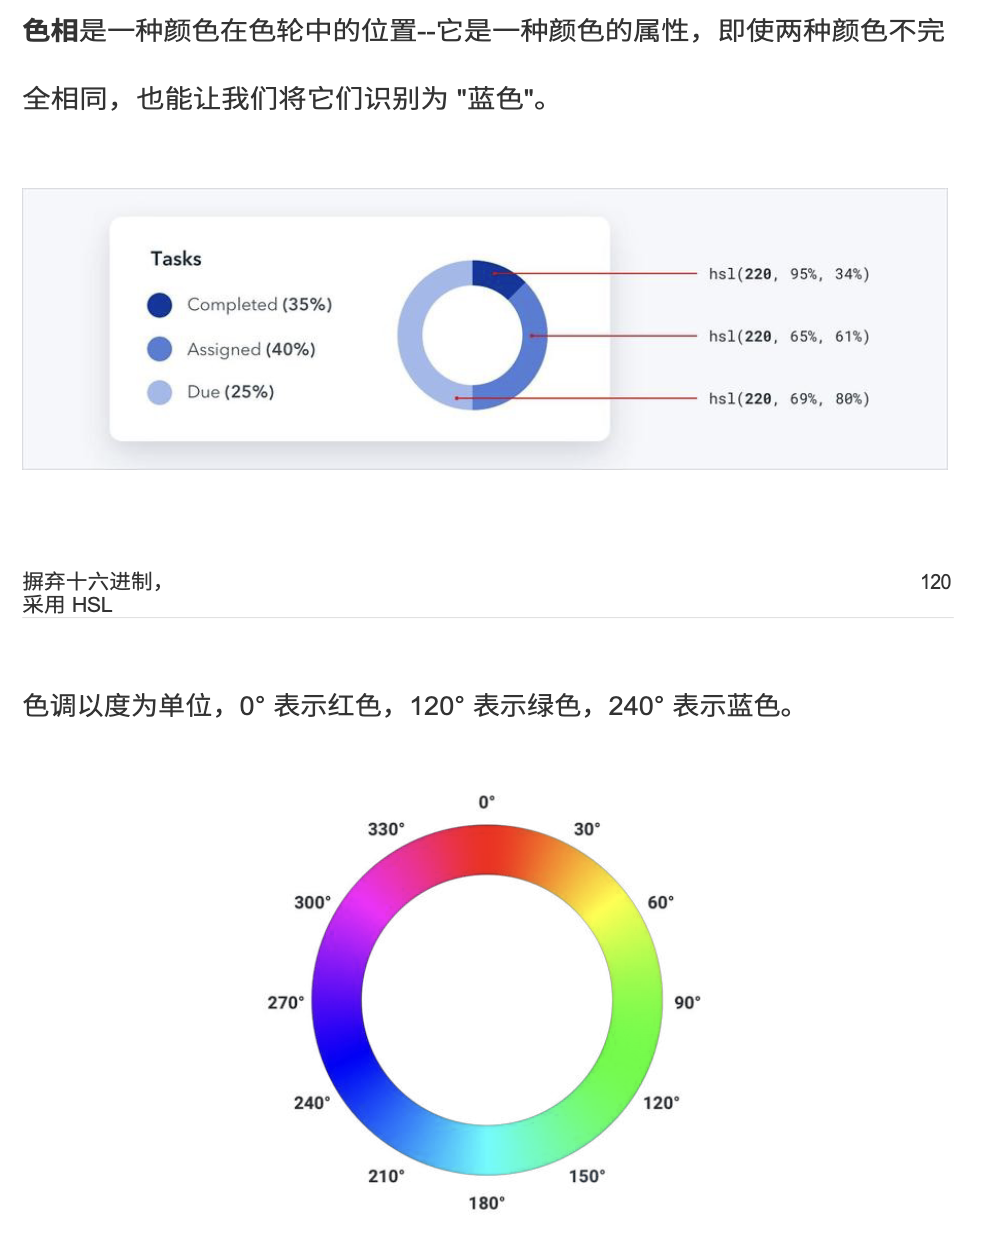 色相是一种颜色在色轮中的位置--它是一种颜色的属性，即使两种颜色不完
全相同，也能让我们将它们识别为 "蓝色"。
Tasks
Completed (35%)
Assigned (40%)
Due (25%)
hsl(220, 95%, 34%)
hsl(220, 65%, 61%)
hsl(220, 69%, 80%)
摒弃十六进制，
采用 HSL
120
色调以度为单位，0° 表示红色，120° 表示绿色，240° 表示蓝色。
0°
30°
60°
90°
120°
150°
180°
210°
240°
270°
300°
330°